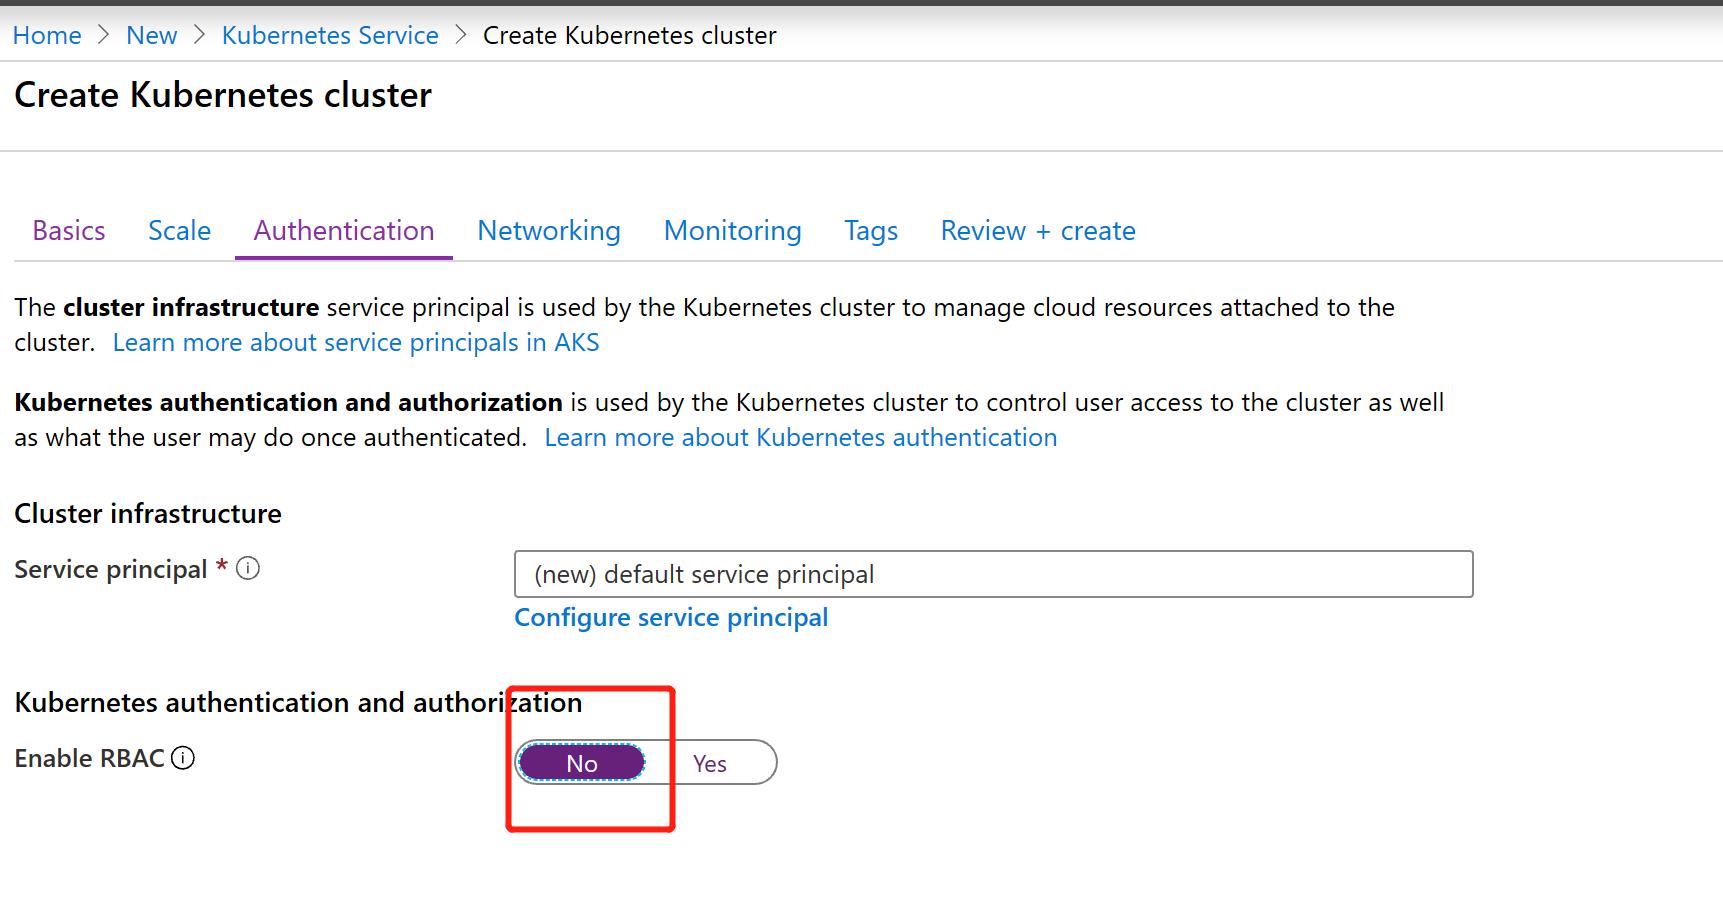 Home > New > Kubernetes Service > Create Kubernetes cluster
Create Kubernetes cluster
Basics Scale Authentication Networking Monitoring Tags Review + create
The cluster infrastructure service principal is used by the Kubernetes cluster to manage cloud resources attached to the
cluster. Learn more about service principals in AKS
Kubernetes authentication and authorization is used by the Kubernetes cluster to control user access to the cluster as well
as what the user may do once authenticated. Learn more about Kubernetes authentication
Cluster infrastructure
Service principal * (new) default service principal
Configure service principal
Kubernetes authentication and authorization
Enable RBAC No Yes